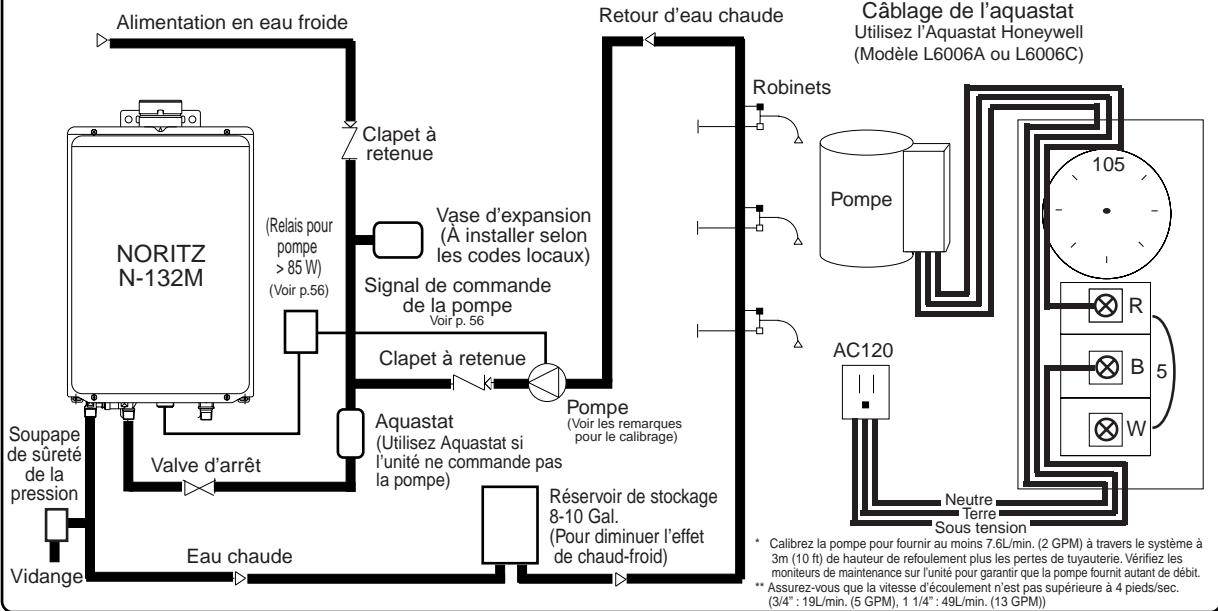 Alimentation en eau froide
Retour d'eau chaude
Câblage de l'aquastat
Utilisez l'Aquastat Honeywell
(Modèle L6006A ou L6006C)
Robinets
Clapet à
retenue
105
Pompe
NORITZ
N-132M
(Relais pour
pompe
> 85 W)
(Voir p.56)
Vase d'expansion
(À installer selon
les codes locaux)
Signal de commande
de la pompe
Voir p. 56
Clapet à retenue
AC120
R
B
5
W
Pompe
(Voir les remarques
pour le calibrage)
Aquastat
(Utilisez Aquastat si
l'unité ne commande pas
la pompe)
Soupape
de sûreté
de la
pression
Valve d'arrêt
Réservoir de stockage
8-10 Gal.
(Pour diminuer l'effet
de chaud-froid)
Neutre
Terre
Sous tension
Vidange
Eau chaude
* Calibrez la pompe pour fournir au moins 7.6L/min. (2 GPM) à travers le système à
3m (10 ft) de hauteur de refoulement plus les pertes de tuyauterie. Vérifiez les
moniteurs de maintenance sur l'unité pour garantir que la pompe fournit autant de débit.
** Assurez-vous que la vitesse d'écoulement n'est pas supérieure à 4 pieds/sec.
(3/4" : 19L/min. (5 GPM), 1 1/4" : 49L/min. (13 GPM))